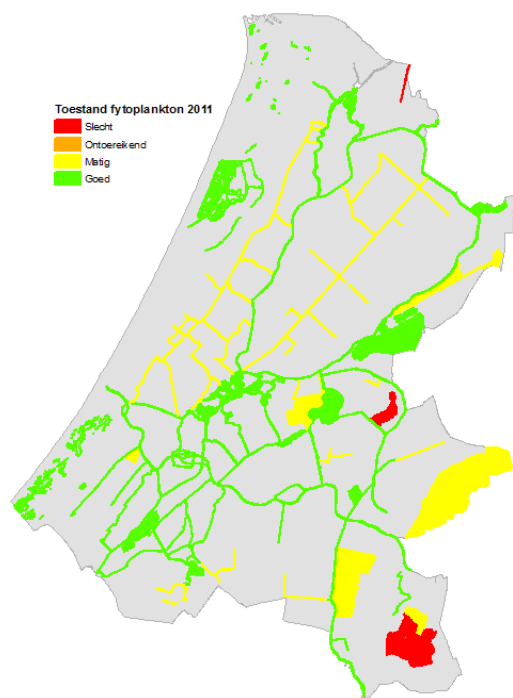 Toestand fytoplankton 2011
Slecht
Ontoereikend
Matig
Goed